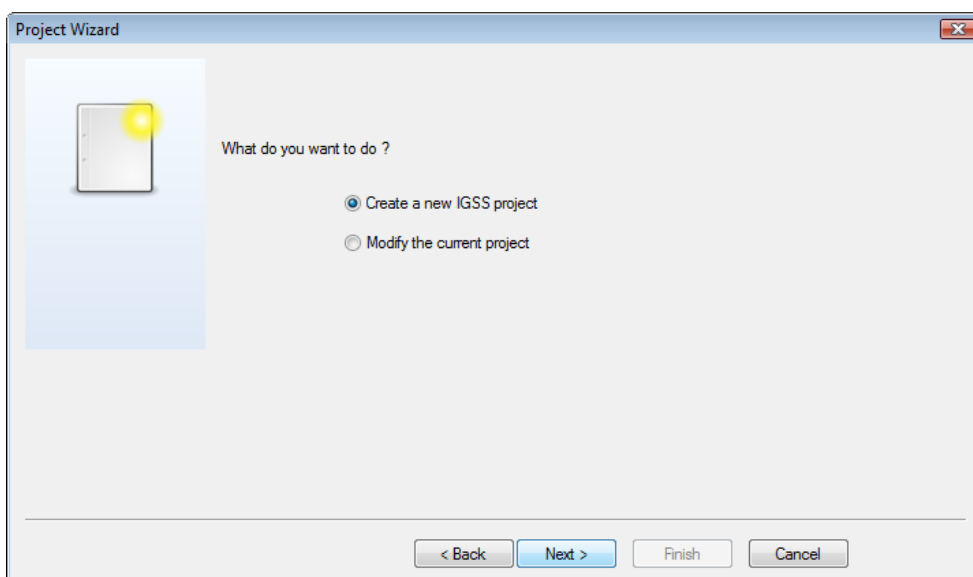 Project Wizard
What do you want to do ?
Create a new IGSS project
Modify the current project
< Back Next > Finish Cancel